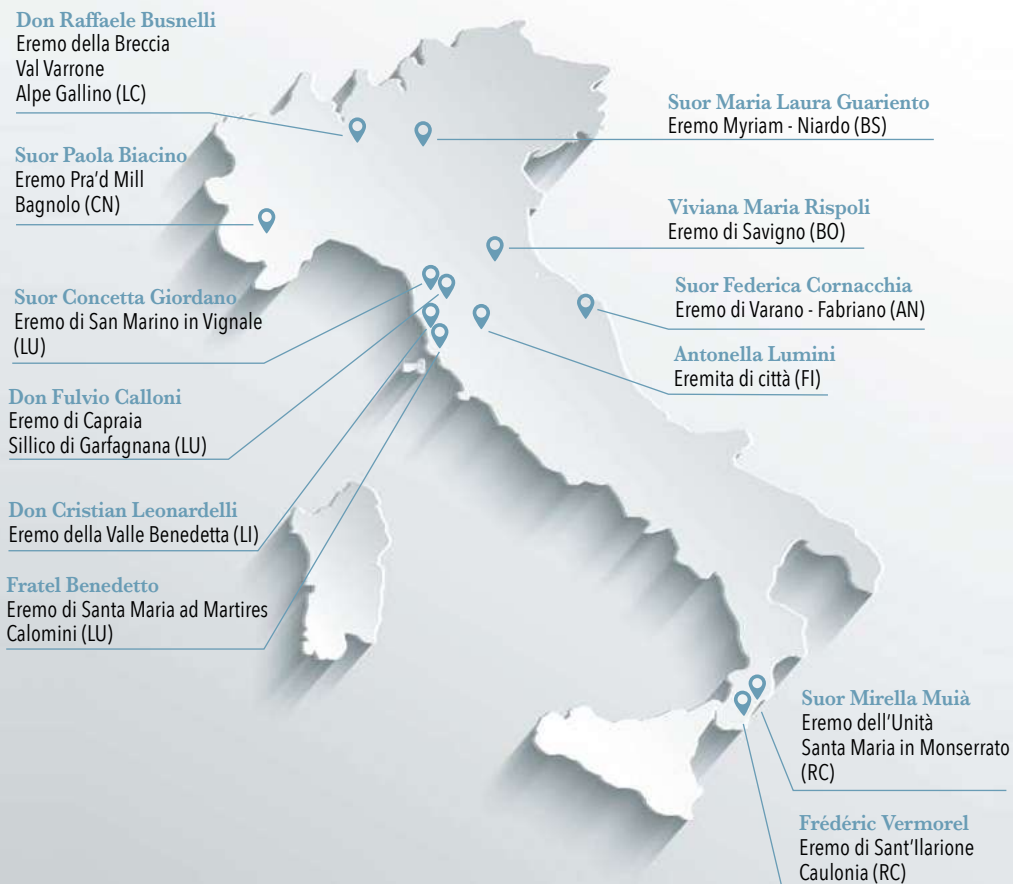 Don Raffaele Busnelli
Eremo della Breccia
Val Varrone
Alpe Gallino (LC)
Suor Paola Biacino
Eremo Pra'd Mill
Bagnolo (CN)
Suor Concetta Giordano
Eremo di San Marino in Vignale
(LU)
Don Fulvio Calloni
Eremo di Capraia
Sillico di Garfagnana (LU)
Don Cristian Leonardelli
Eremo della Valle Benedetta (LI)
Fratel Benedetto
Eremo di Santa Maria ad Martires
Calomini (LU)
Suor Maria Laura Guariento
Eremo Myriam - Niardo (BS)
Viviana Maria Rispoli
Eremo di Savigno (BO)
Suor Federica Cornacchia
Eremo di Varano - Fabriano (AN)
Antonella Lumini
Eremita di città (FI)
Suor Mirella Muià
Eremo dell'Unità
Santa Maria in Monserrato
(RC)
Frédéric Vermorel
Eremo di Sant'Ilarione
Caulonia (RC)